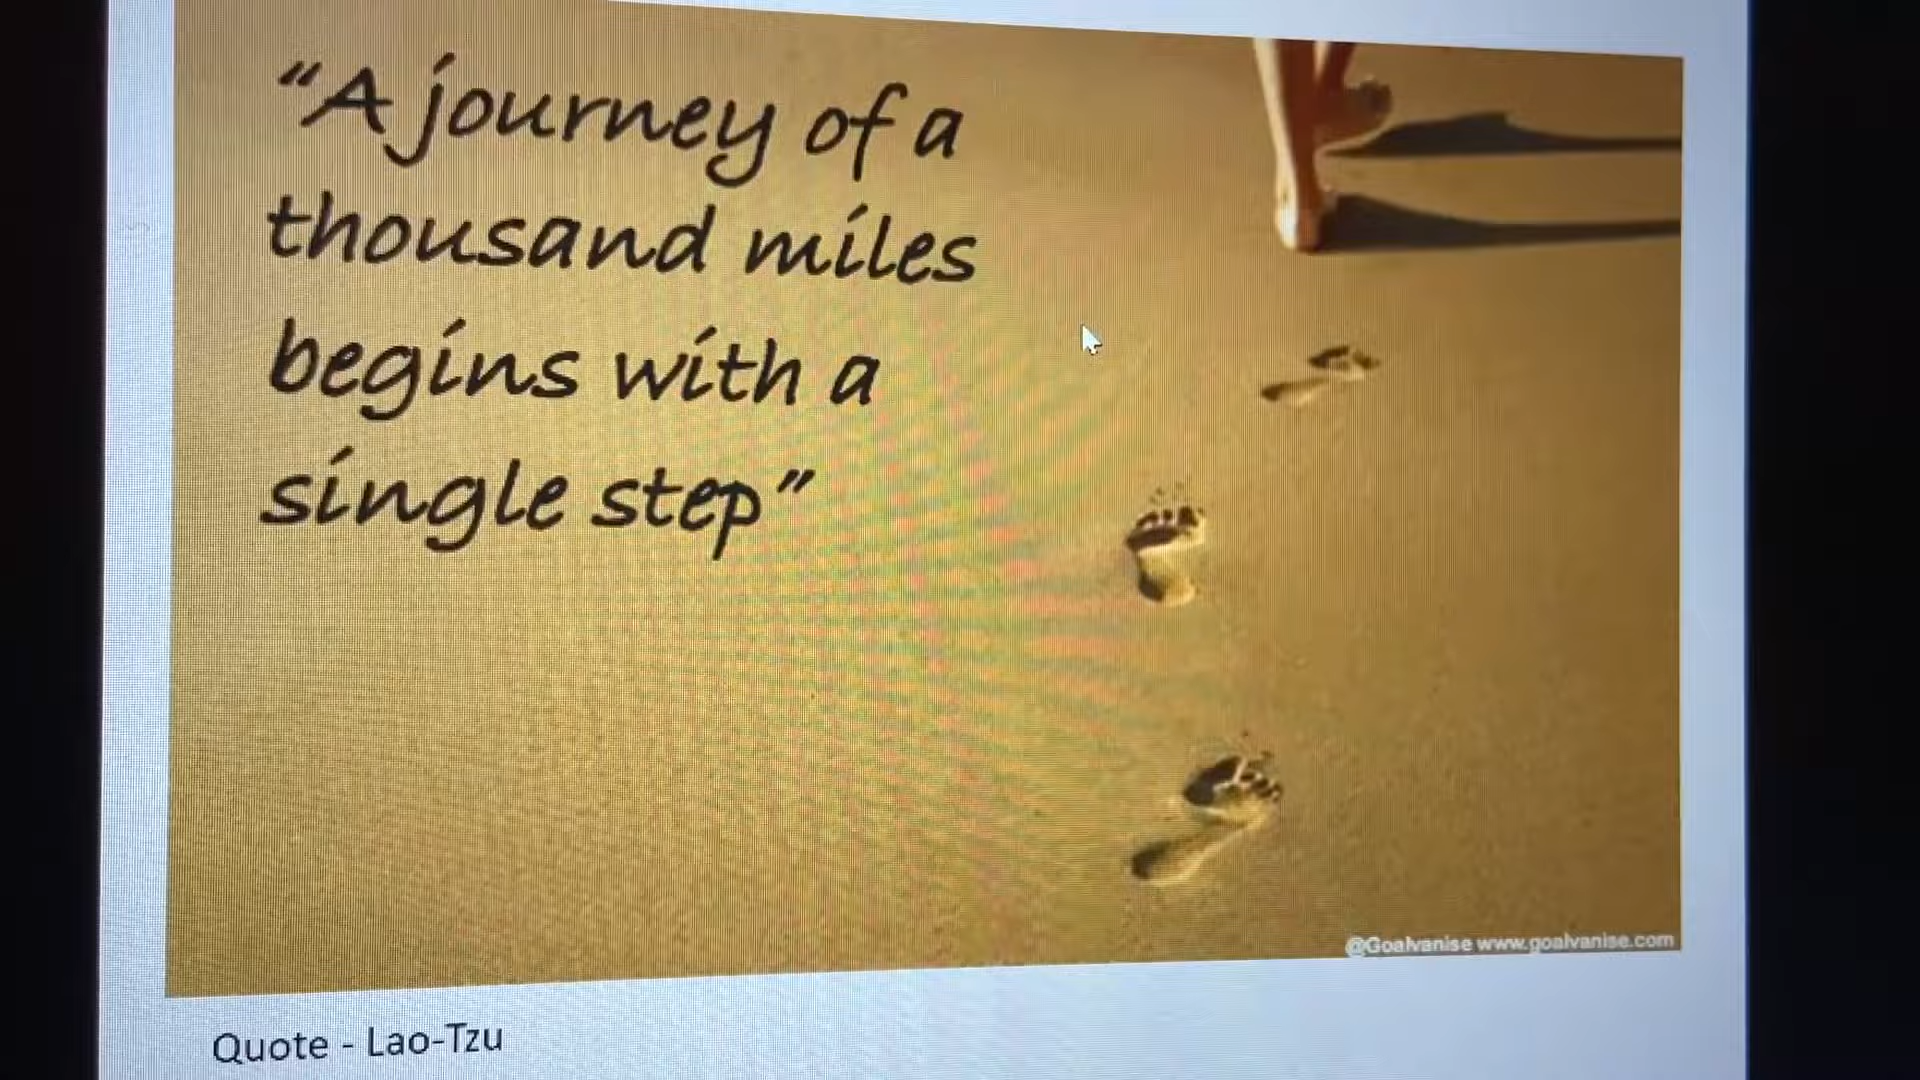 “A journey of a
thousand miles
begins with a
single step”
@Goalvanise www.goalvanise.com
Quote - Lao-Tzu